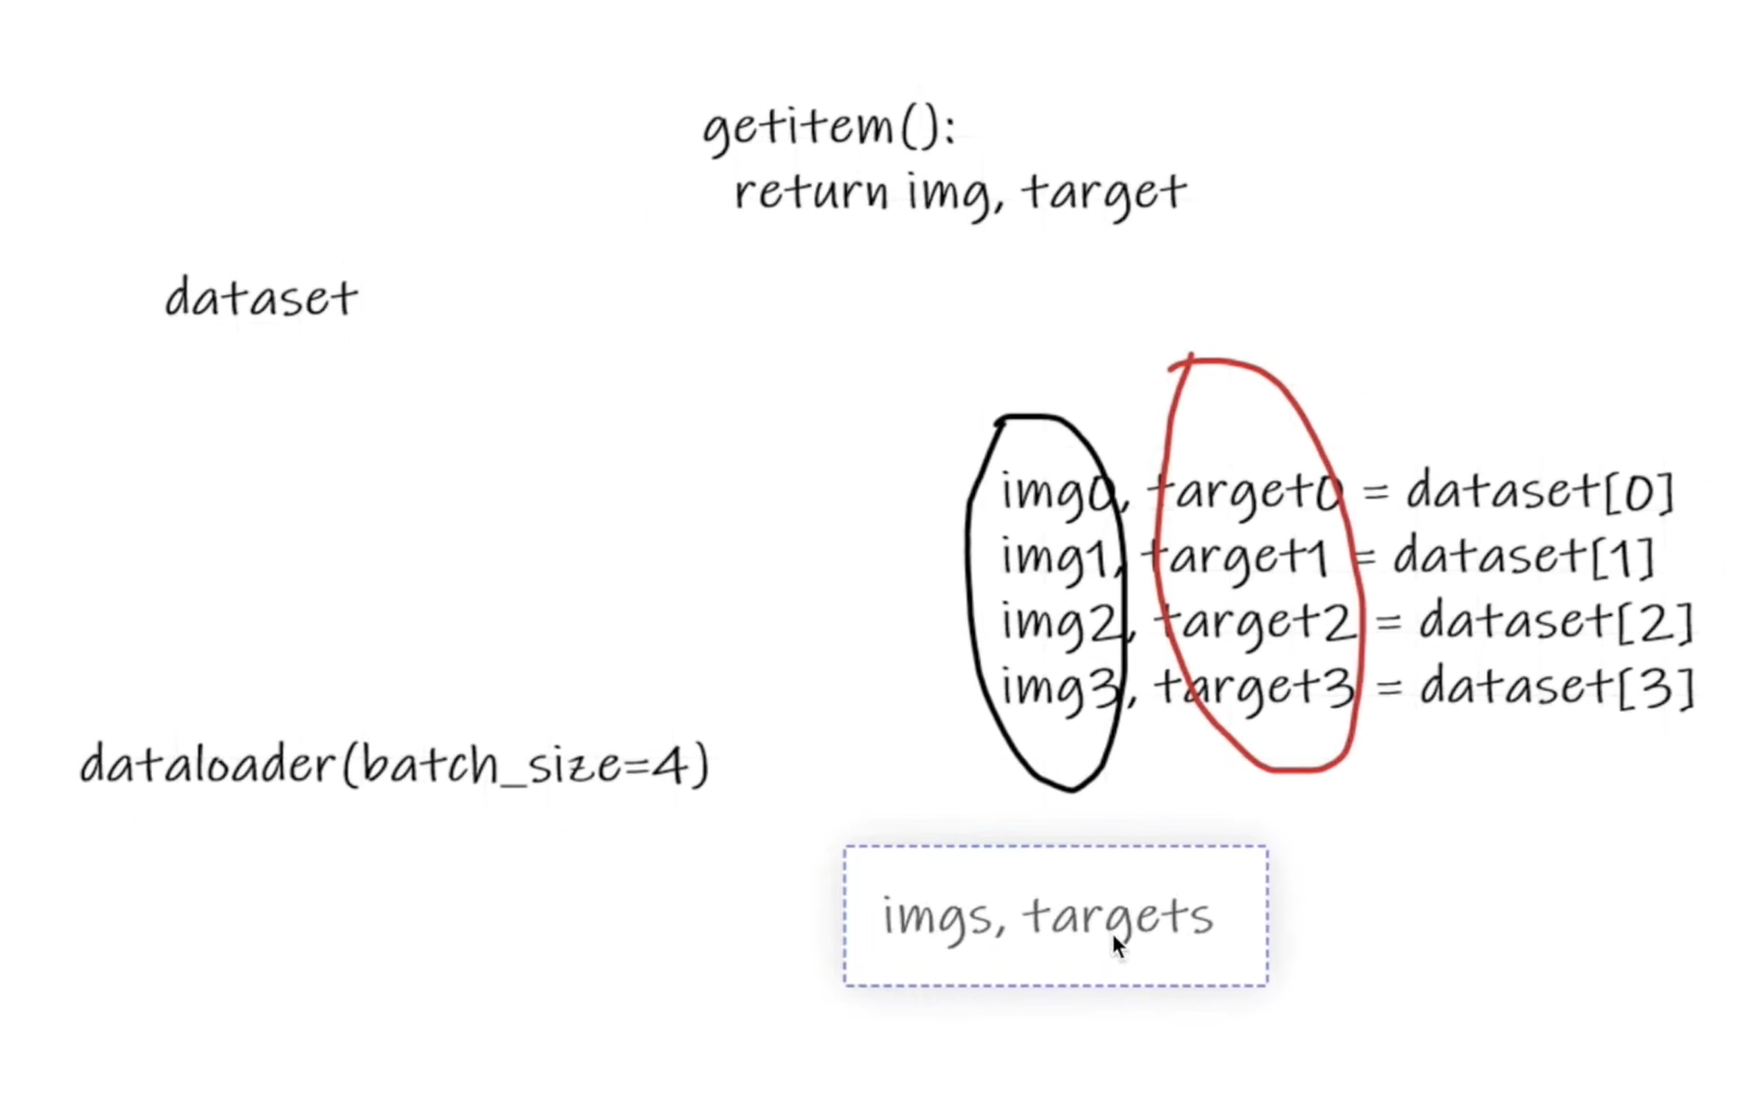 getitem():
return img, target
dataset
img0, target0 = dataset[0]
img1, target1 = dataset[1]
img2, target2 = dataset[2]
img3, target3 = dataset[3]
dataloader(batch_size=4)
imgs, targets